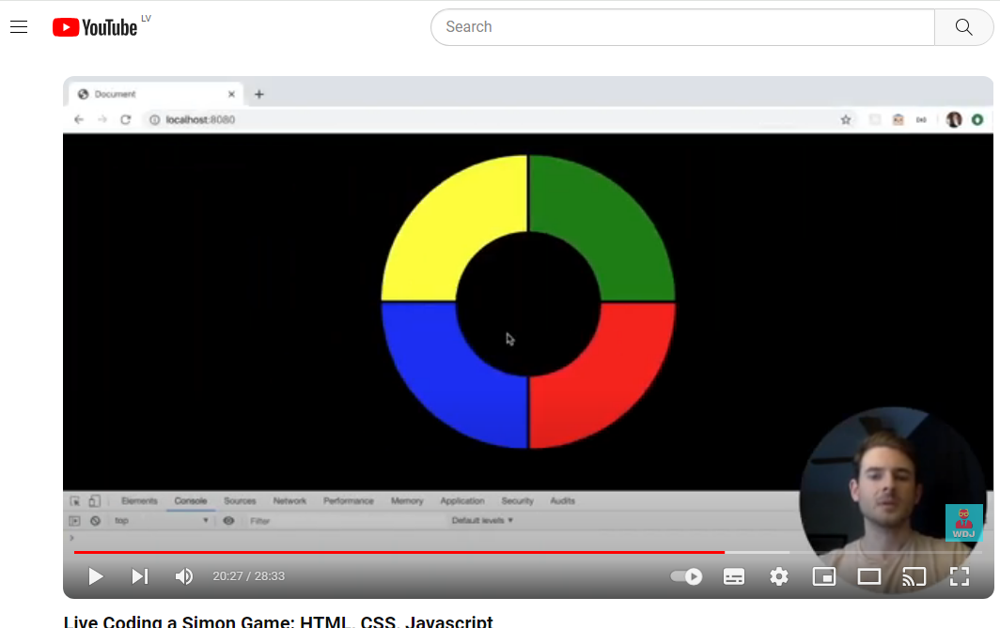 YouTube LV
Search
Document
localhost:8080
Elements Console Sources Network Performance Memory Application Security Audits
top Filter Default levels
WDJ
20:27 / 28:33
Live Coding a Simon Game: HTML, CSS, Javascript